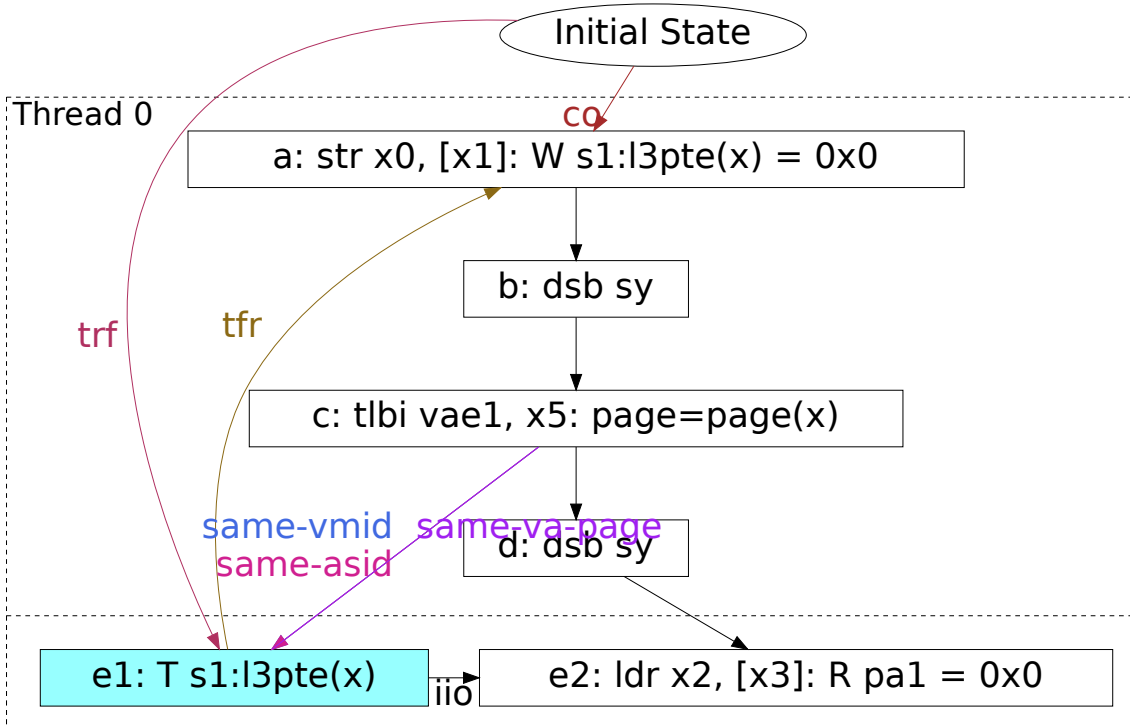 Initial State
Thread 0
co
a: str x0, [x1]: W s1:l3pte(x) = 0x0
b: dsb sy
trf
tfr
c: tlbi vae1, x5: page=page(x)
same-vmid
same-va-page
d: dsb sy
same-asid
e1: T s1:l3pte(x)
iio
e2: ldr x2, [x3]: R pa1 = 0x0